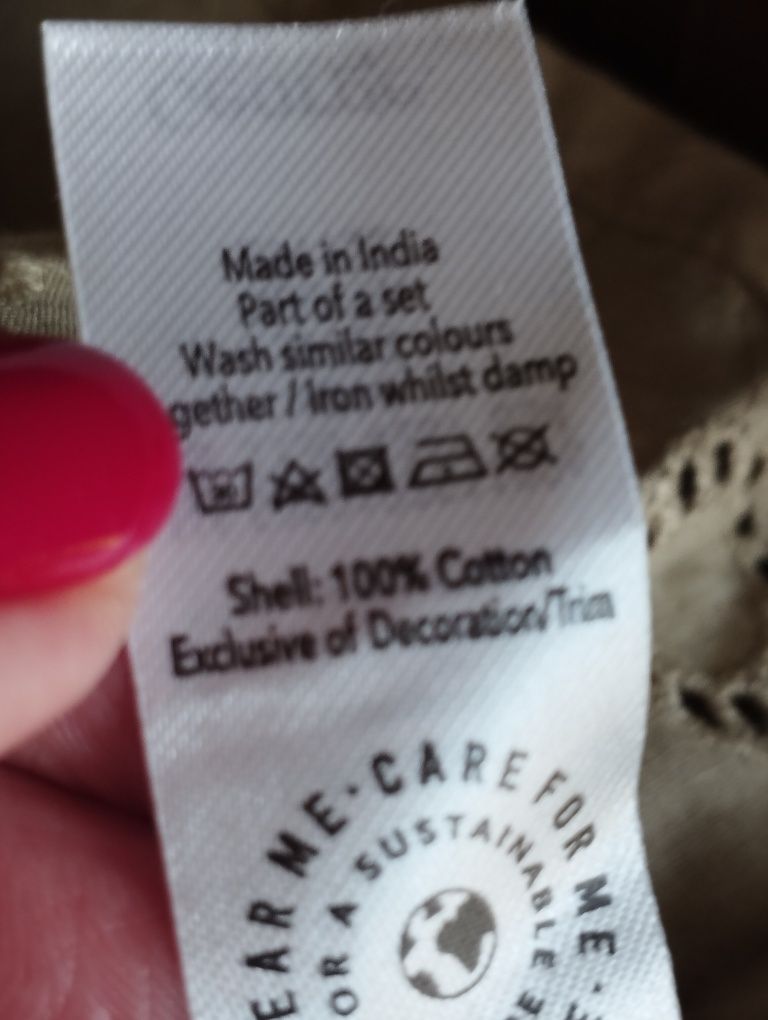 Made in India
Part of a set
Wash similar colours
gether / Iron whilst damp
Shell: 100% Cotton
Exclusive of Decoration/Trim
EAR ME · CARE FOR ME ·
OR A SUSTAINABLE